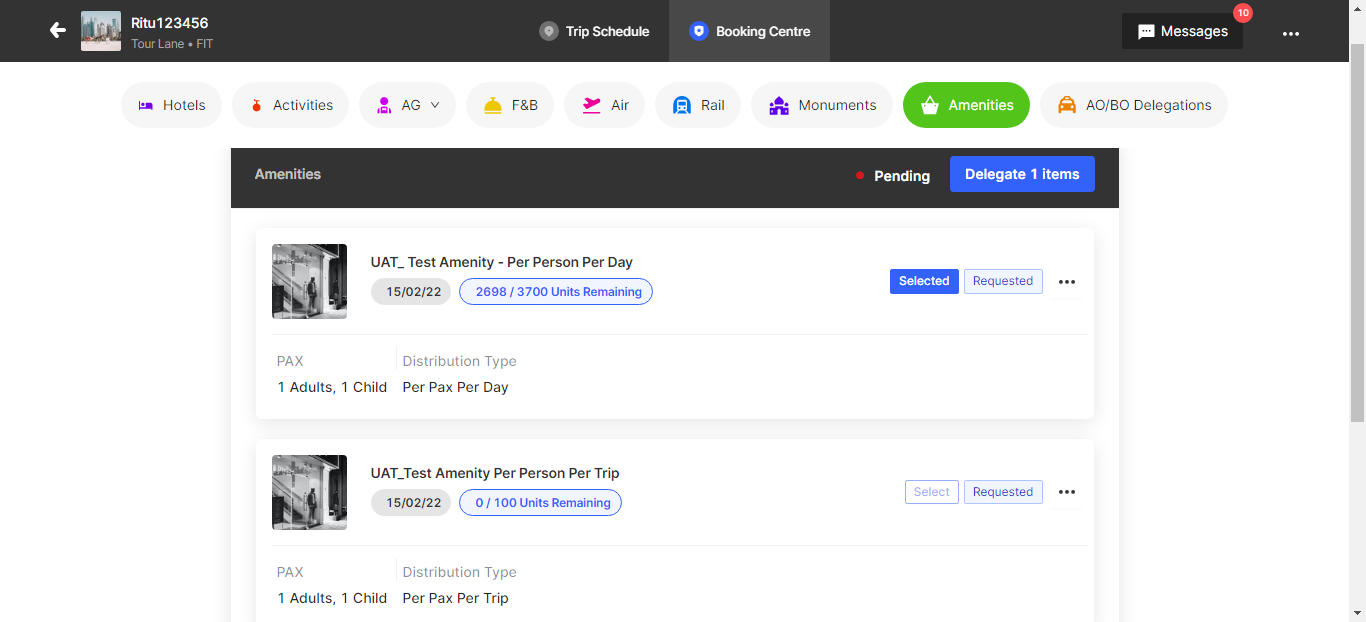 Ritu123456
Tour Lane • FIT
Trip Schedule
Booking Centre
Messages
10
Hotels
Activities
AG
F&B
Air
Rail
Monuments
Amenities
AO/BO Delegations
Amenities
Pending
Delegate 1 items
UAT_ Test Amenity - Per Person Per Day
15/02/22
2698 / 3700 Units Remaining
Selected
Requested
PAX
Distribution Type
1 Adults, 1 Child
Per Pax Per Day
UAT_Test Amenity Per Person Per Trip
15/02/22
0 / 100 Units Remaining
Select
Requested
PAX
Distribution Type
1 Adults, 1 Child
Per Pax Per Trip